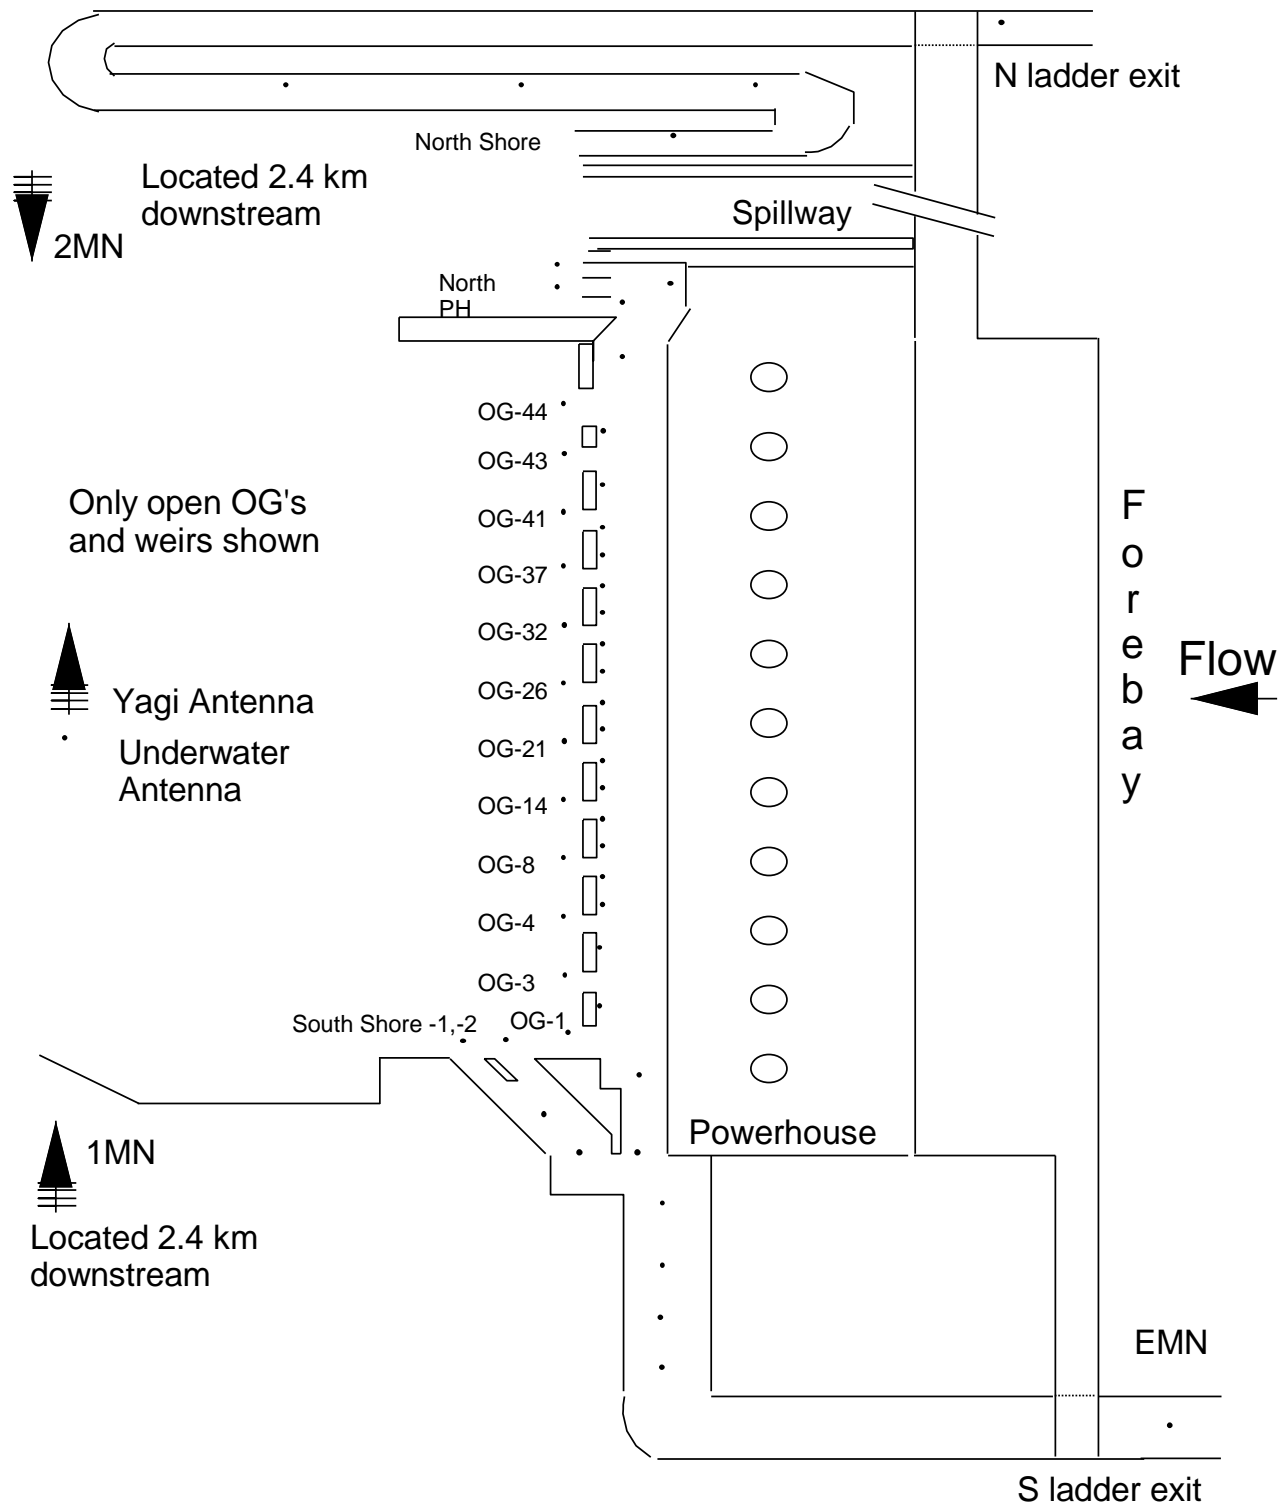 N ladder exit
North Shore
Located 2.4 km
downstream
Spillway
2MN
North
PH
OG-44
OG-43
Only open OG's
and weirs shown
Forebay
OG-41
OG-37
OG-32
Flow
OG-26
Yagi Antenna
Underwater
Antenna
OG-21
OG-14
OG-8
OG-4
OG-3
South Shore -1,-2
OG-1
Powerhouse
1MN
Located 2.4 km
downstream
EMN
S ladder exit